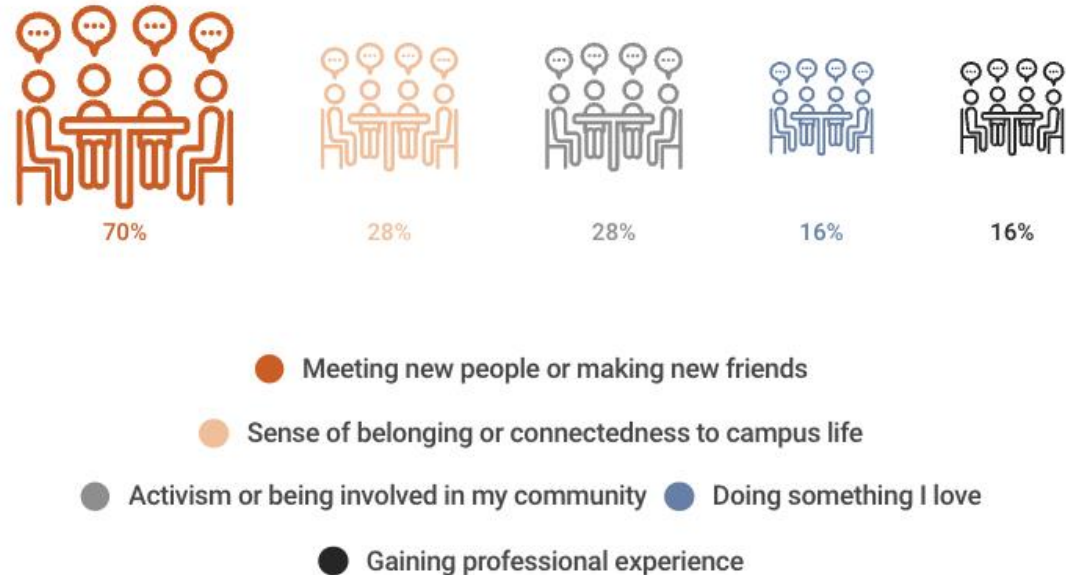 70%
28%
28%
16%
16%
Meeting new people or making new friends
Sense of belonging or connectedness to campus life
Activism or being involved in my community
Doing something I love
Gaining professional experience